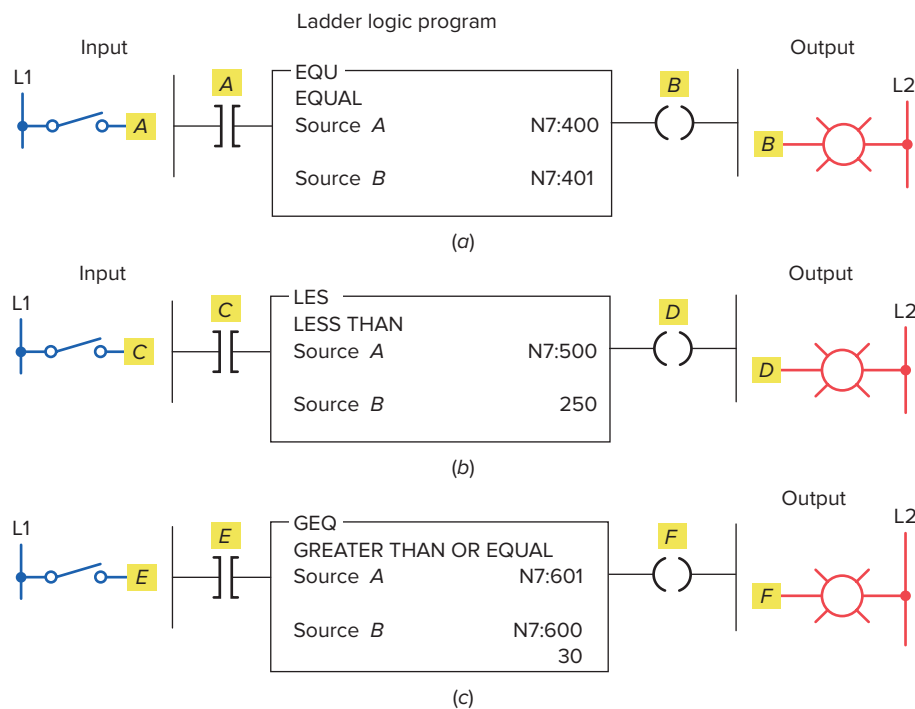 Ladder logic program
Input
Output
L1
A
A
EQU
EQUAL
Source A N7:400
Source B N7:401
B
B
L2
(a)
Input
Output
L1
C
C
LES
LESS THAN
Source A N7:500
Source B 250
D
D
L2
(b)
Output
L1
E
E
GEQ
GREATER THAN OR EQUAL
Source A N7:601
Source B N7:600
30
F
F
L2
(c)